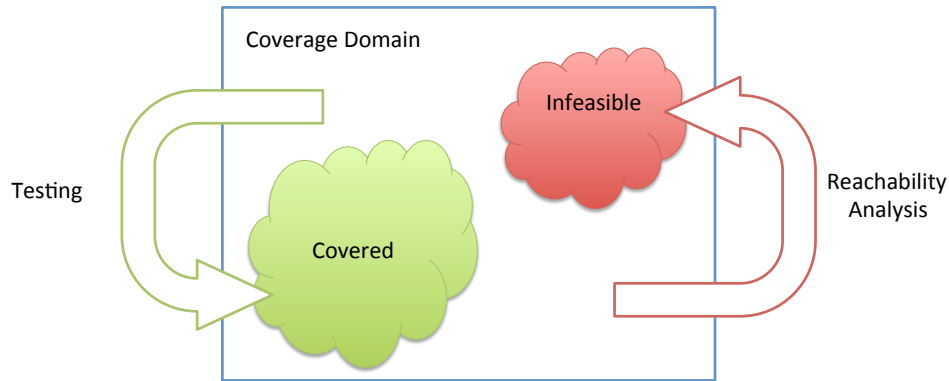 Coverage Domain
Infeasible
Testing
Reachability
Analysis
Covered